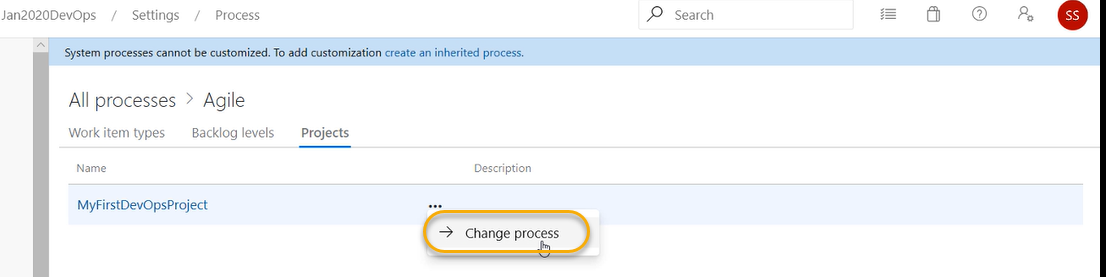 Jan2020DevOps / Settings / Process
Search
SS
System processes cannot be customized. To add customization create an inherited process.
All processes > Agile
Work item types Backlog levels Projects
Name Description
MyFirstDevOpsProject ...
→ Change process